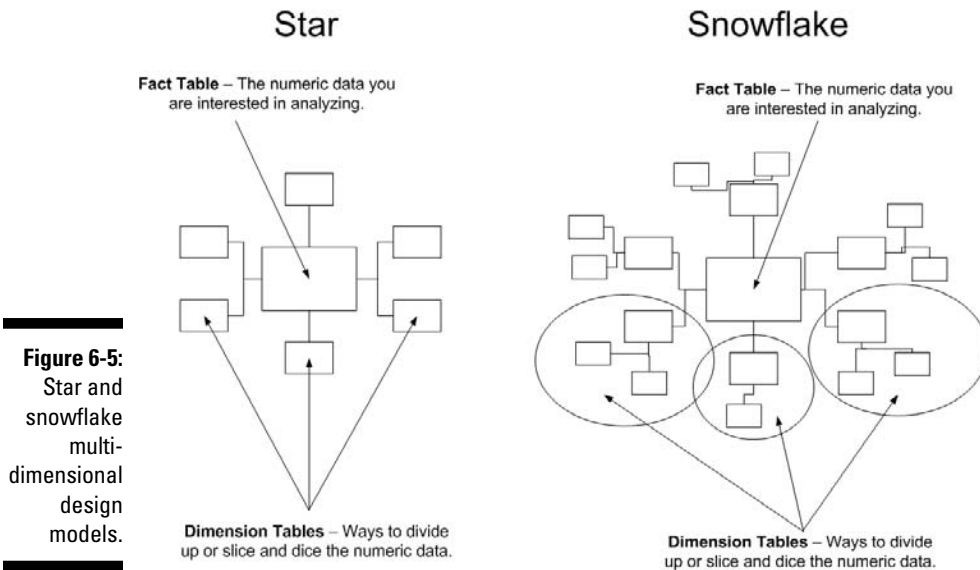 Star
Fact Table – The numeric data you
are interested in analyzing.
Dimension Tables – Ways to divide
up or slice and dice the numeric data.
Snowflake
Fact Table – The numeric data you
are interested in analyzing.
Dimension Tables – Ways to divide
up or slice and dice the numeric data.
Figure 6-5:
Star and
snowflake
multi-
dimensional
design
models.